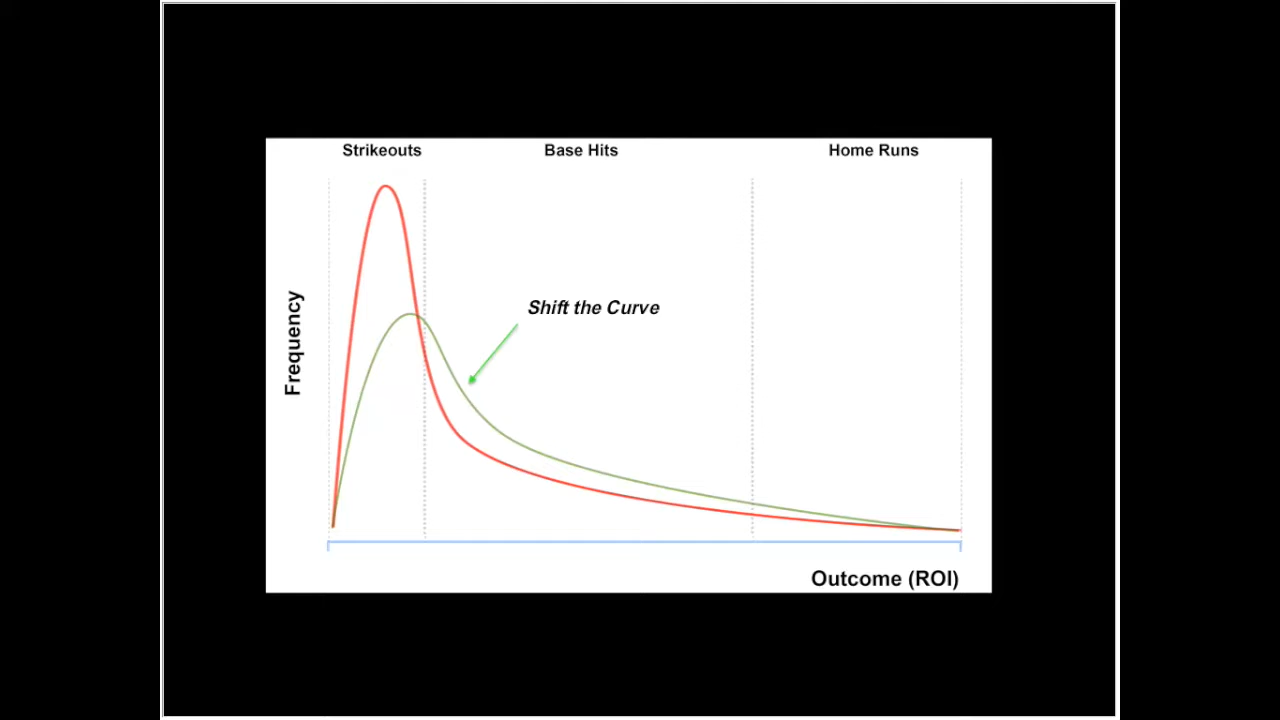 Strikeouts
Base Hits
Home Runs
Shift the Curve
Frequency
Outcome (ROI)